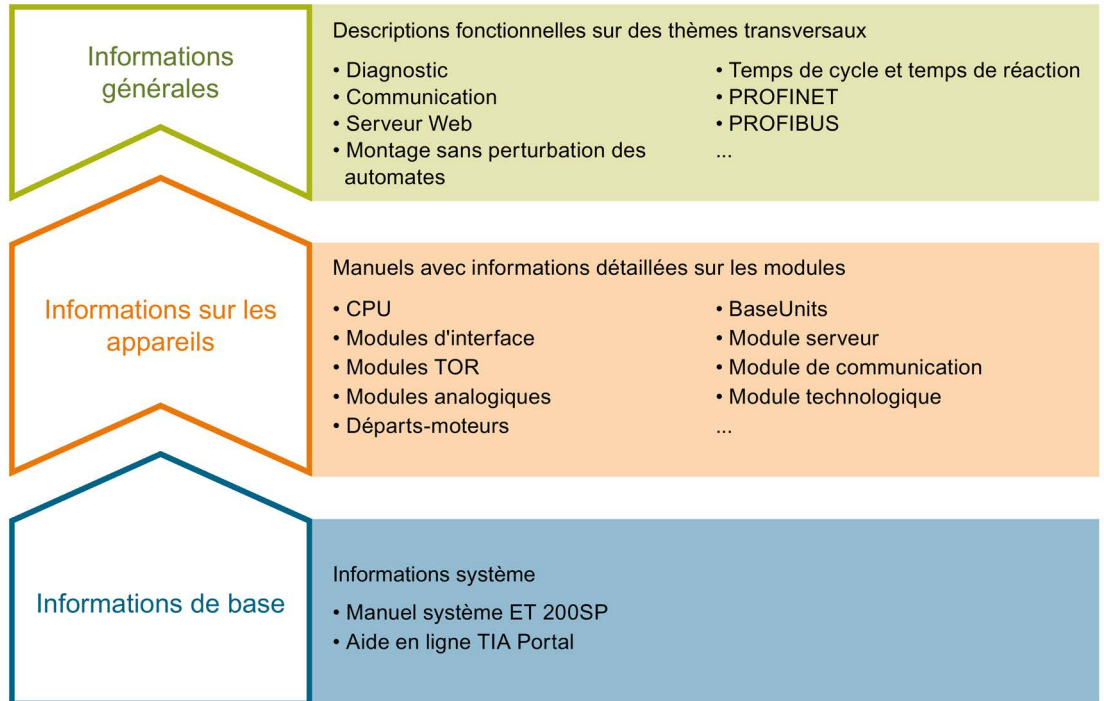 Informations
générales
Descriptions fonctionnelles sur des thèmes transversaux
• Diagnostic
• Communication
• Serveur Web
• Montage sans perturbation des
automates
• Temps de cycle et temps de réaction
• PROFINET
• PROFIBUS
...
Informations sur les
appareils
Manuels avec informations détaillées sur les modules
• CPU
• Modules d'interface
• Modules TOR
• Modules analogiques
• Départs-moteurs
• BaseUnits
• Module serveur
• Module de communication
• Module technologique
...
Informations de base
Informations système
• Manuel système ET 200SP
• Aide en ligne TIA Portal